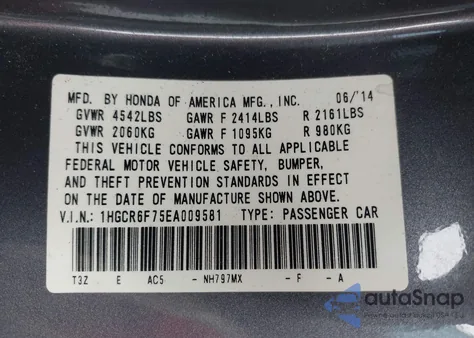 MFD. BY HONDA OF AMERICA MFG., INC. 06/'14
GVWR 4542LBS GAWR F 2414LBS R 2161LBS
GVWR 2060KG GAWR F 1095KG R 980KG
THIS VEHICLE CONFORMS TO ALL APPLICABLE
FEDERAL MOTOR VEHICLE SAFETY, BUMPER,
AND THEFT PREVENTION STANDARDS IN EFFECT
ON THE DATE OF MANUFACTURE SHOWN ABOVE.
V.I.N.: 1HGCR6F75EA009581 TYPE: PASSENGER CAR
T3Z E AC5 - NH797MX - F - A
autoSnap